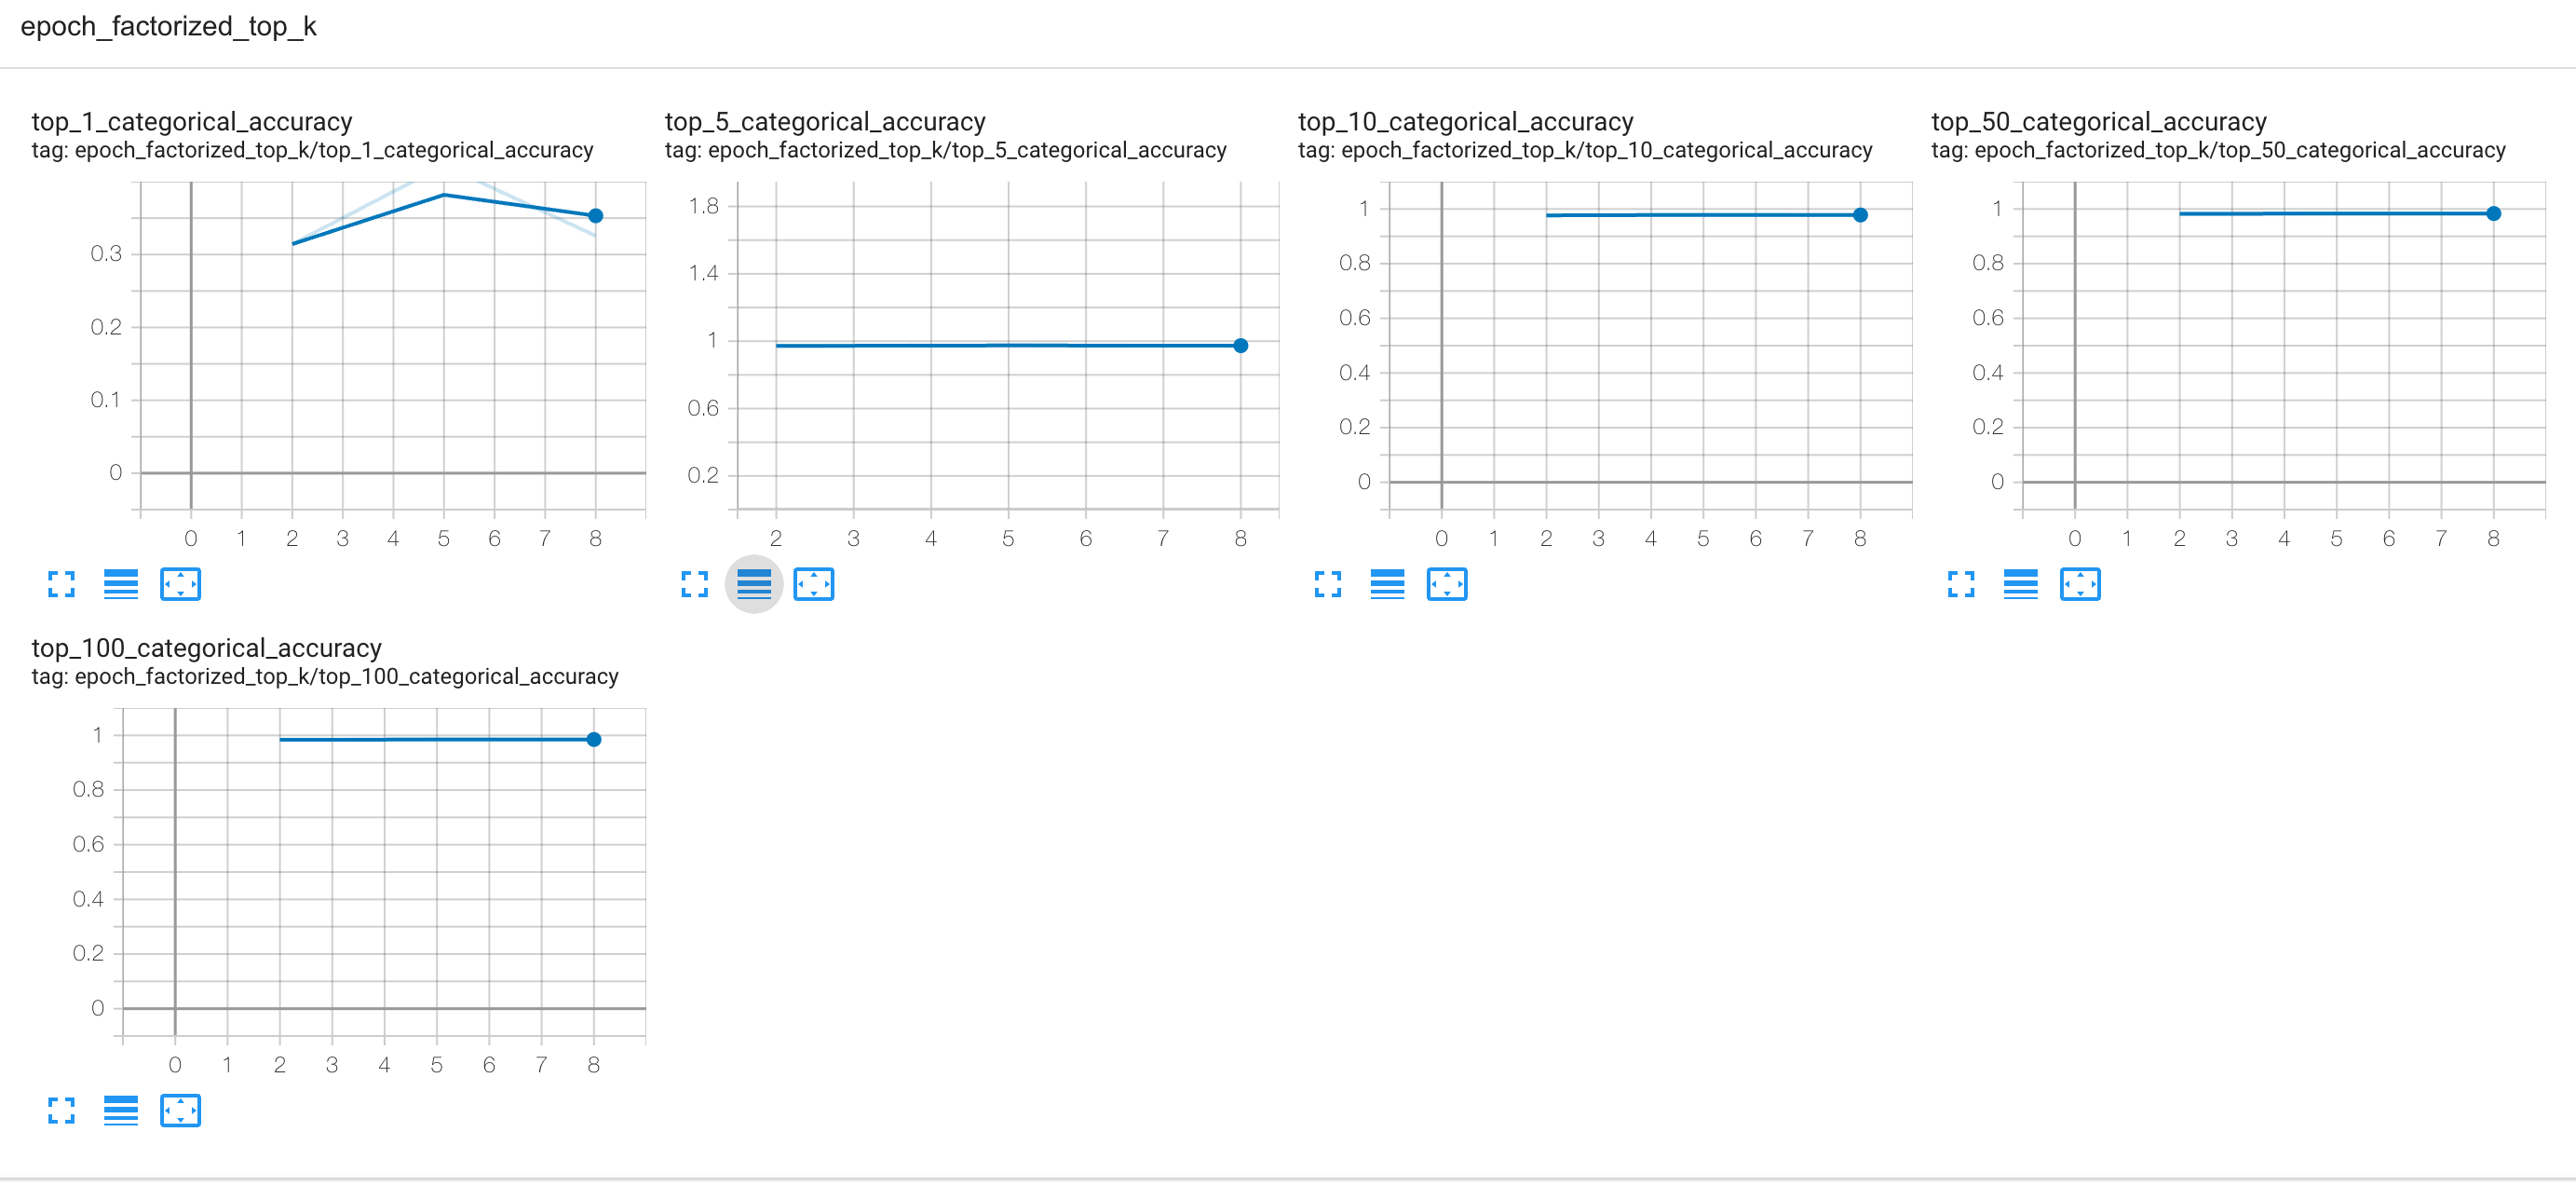 epoch_factorized_top_k
top_1_categorical_accuracy
tag: epoch_factorized_top_k/top_1_categorical_accuracy
0.3
0.2
0.1
0
0 1 2 3 4 5 6 7 8
top_5_categorical_accuracy
tag: epoch_factorized_top_k/top_5_categorical_accuracy
1.8
1.4
1
0.6
0.2
2 3 4 5 6 7 8
top_10_categorical_accuracy
tag: epoch_factorized_top_k/top_10_categorical_accuracy
1
0.8
0.6
0.4
0.2
0
0 1 2 3 4 5 6 7 8
top_50_categorical_accuracy
tag: epoch_factorized_top_k/top_50_categorical_accuracy
1
0.8
0.6
0.4
0.2
0
0 1 2 3 4 5 6 7 8
top_100_categorical_accuracy
tag: epoch_factorized_top_k/top_100_categorical_accuracy
1
0.8
0.6
0.4
0.2
0
0 1 2 3 4 5 6 7 8